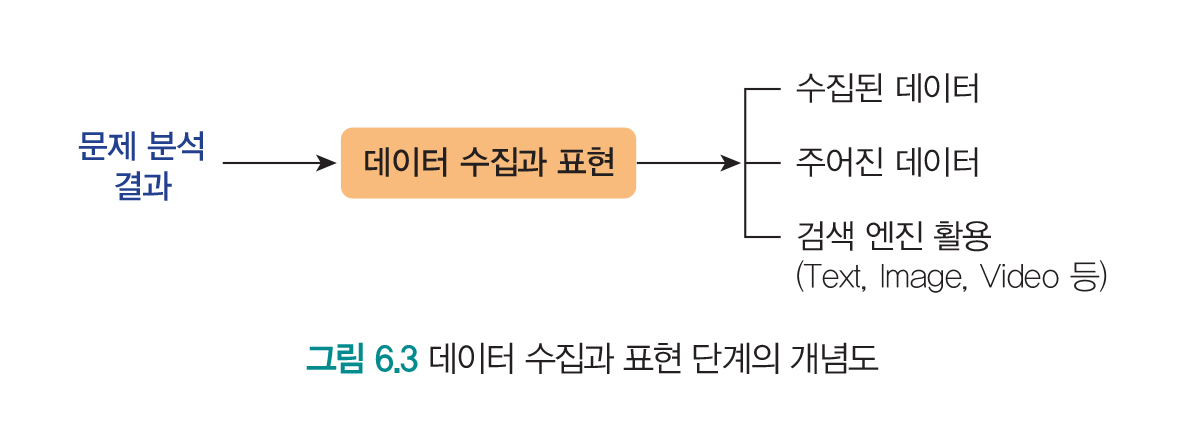 문제 분석
결과
데이터 수집과 표현
수집된 데이터
주어진 데이터
검색 엔진 활용
(Text, Image, Video 등)
그림 6.3 데이터 수집과 표현 단계의 개념도